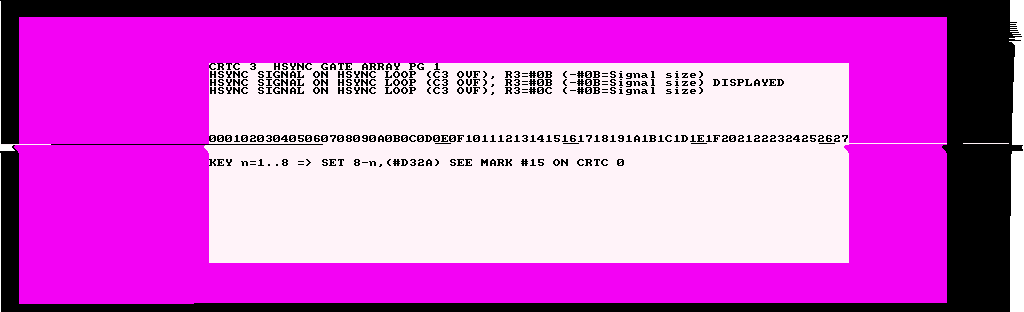 CRTC 3  HSYNC GATE ARRAY PG 1
HSYNC SIGNAL ON HSYNC LOOP (C3 OVF), R3=#0B (-#0B=Signal size)
HSYNC SIGNAL ON HSYNC LOOP (C3 OVF), R3=#0B (-#0B=Signal size) DISPLAYED
HSYNC SIGNAL ON HSYNC LOOP (C3 OVF), R3=#0C (-#0B=Signal size)
000102030405060708090A0B0C0D0E0F101112131415161718191A1B1C1D1E1F2021222324252627
KEY n=1..8 => SET 8-n,(#D32A) SEE MARK #15 ON CRTC 0